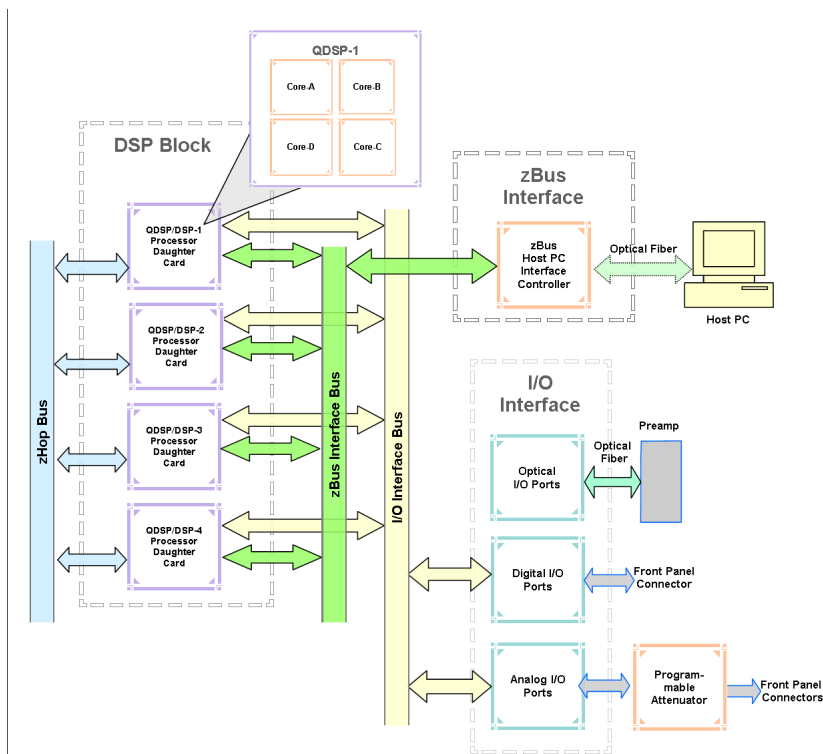 QDSP-1
Core-A
Core-B
Core-D
Core-C
DSP Block
QDSP/DSP-1
Processor
Daughter
Card
QDSP/DSP-2
Processor
Daughter
Card
QDSP/DSP-3
Processor
Daughter
Card
QDSP/DSP-4
Processor
Daughter
Card
zHop Bus
zBus Interface Bus
I/O Interface Bus
zBus
Interface
zBus
Host PC
Interface
Controller
Optical Fiber
Host PC
I/O
Interface
Optical
I/O Ports
Optical
Fiber
Preamp
Digital I/O
Ports
Front Panel
Connector
Analog I/O
Ports
Program-
mable
Attenuator
Front Panel
Connectors